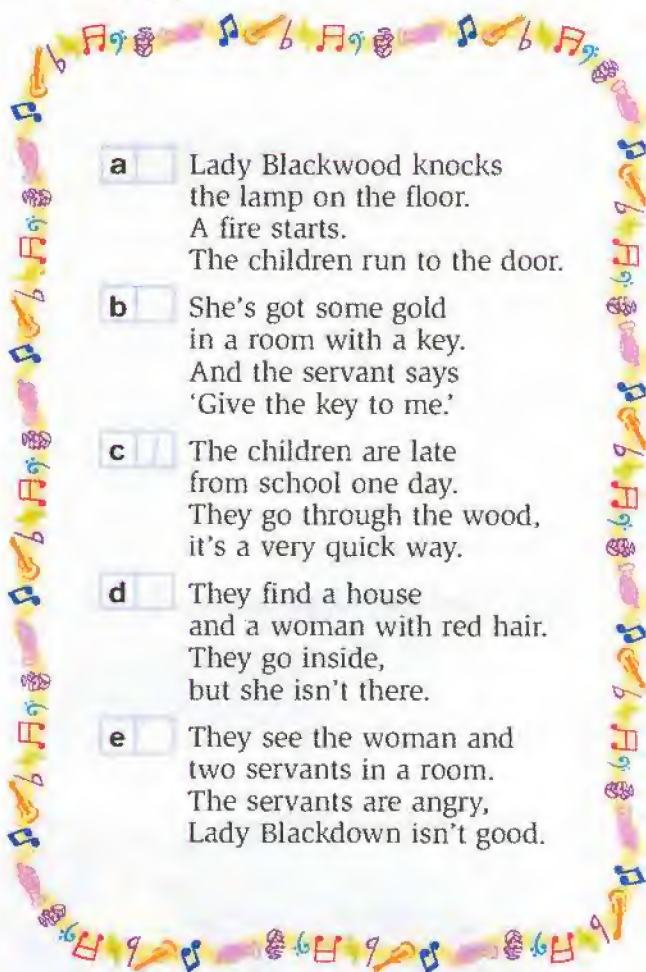 a Lady Blackwood knocks
the lamp on the floor.
A fire starts.
The children run to the door.
b She's got some gold
in a room with a key.
And the servant says
'Give the key to me.'
c 1 The children are late
from school one day.
They go through the wood,
it's a very quick way.
d They find a house
and a woman with red hair.
They go inside,
but she isn't there.
e They see the woman and
two servants in a room.
The servants are angry,
Lady Blackdown isn't good.